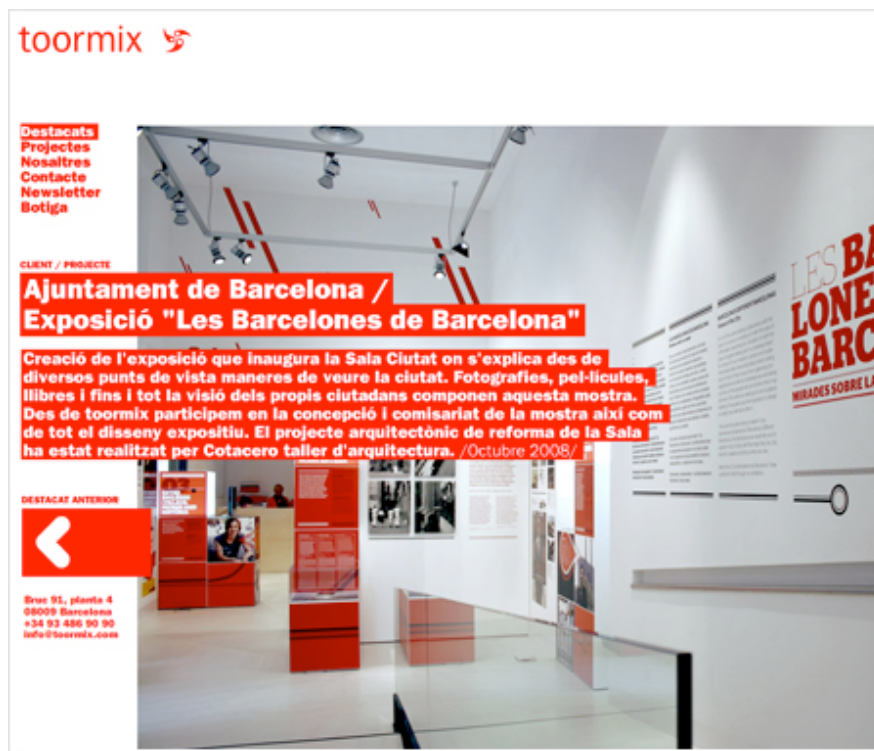 toormix
Destacats
Projectes
Nosaltres
Contacte
Newsletter
Botiga
CLIENT / PROJECTE
Ajuntament de Barcelona /
Exposició "Les Barcelones de Barcelona"
Creació de l'exposició que inaugura la Sala Ciutat on s'explica des de
diversos punts de vista maneres de veure la ciutat. Fotografies, pel·lícules,
llibres i fins i tot la visió dels propis ciutadans componen aquesta mostra.
Des de toormix participem en la concepció i comisariat de la mostra així com
de tot el disseny expositiu. El projecte arquitectònic de reforma de la Sala
ha estat realitzat per Cotacero taller d'arquitectura. /Octubre 2008/
LES BA
LONE
BARC
MIRADES SOBRE LA
DESTACAT ANTERIOR
Bruc 91, planta 4
08009 Barcelona
+34 93 486 90 90
info@toormix.com